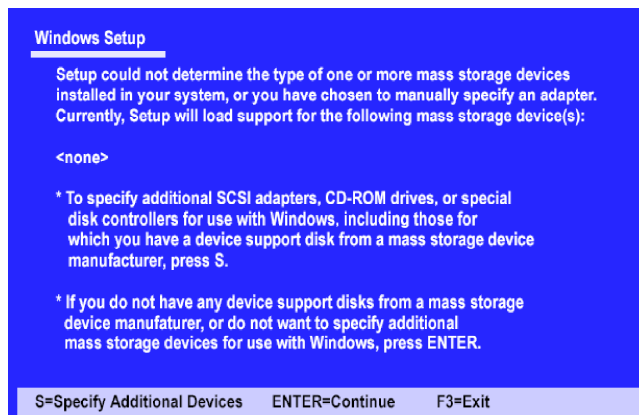 Windows Setup
Setup could not determine the type of one or more mass storage devices
installed in your system, or you have chosen to manually specify an adapter.
Currently, Setup will load support for the following mass storage device(s):
<none>
* To specify additional SCSI adapters, CD-ROM drives, or special
disk controllers for use with Windows, including those for
which you have a device support disk from a mass storage device
manufacturer, press S.
* If you do not have any device support disks from a mass storage
device manufaturer, or do not want to specify additional
mass storage devices for use with Windows, press ENTER.
S=Specify Additional Devices ENTER=Continue F3=Exit